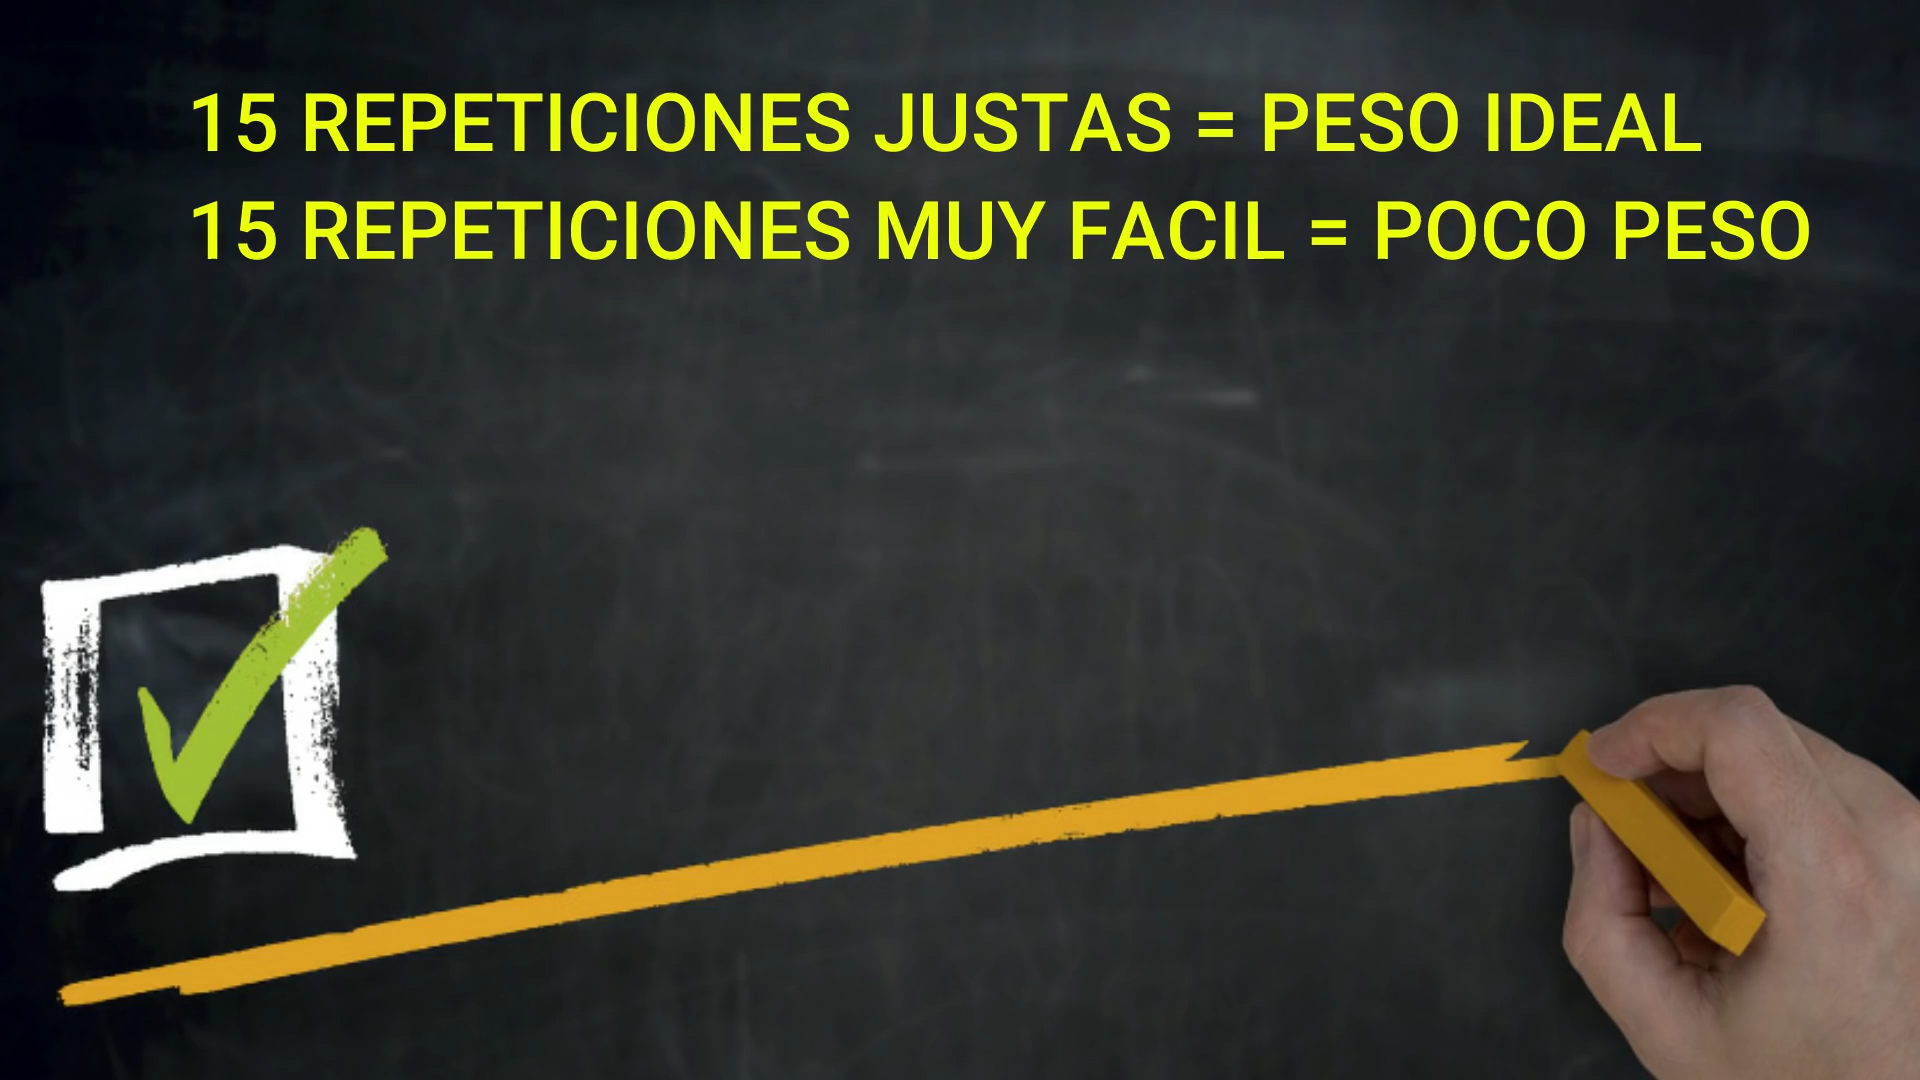 15 REPETICIONES JUSTAS = PESO IDEAL
15 REPETICIONES MUY FACIL = POCO PESO